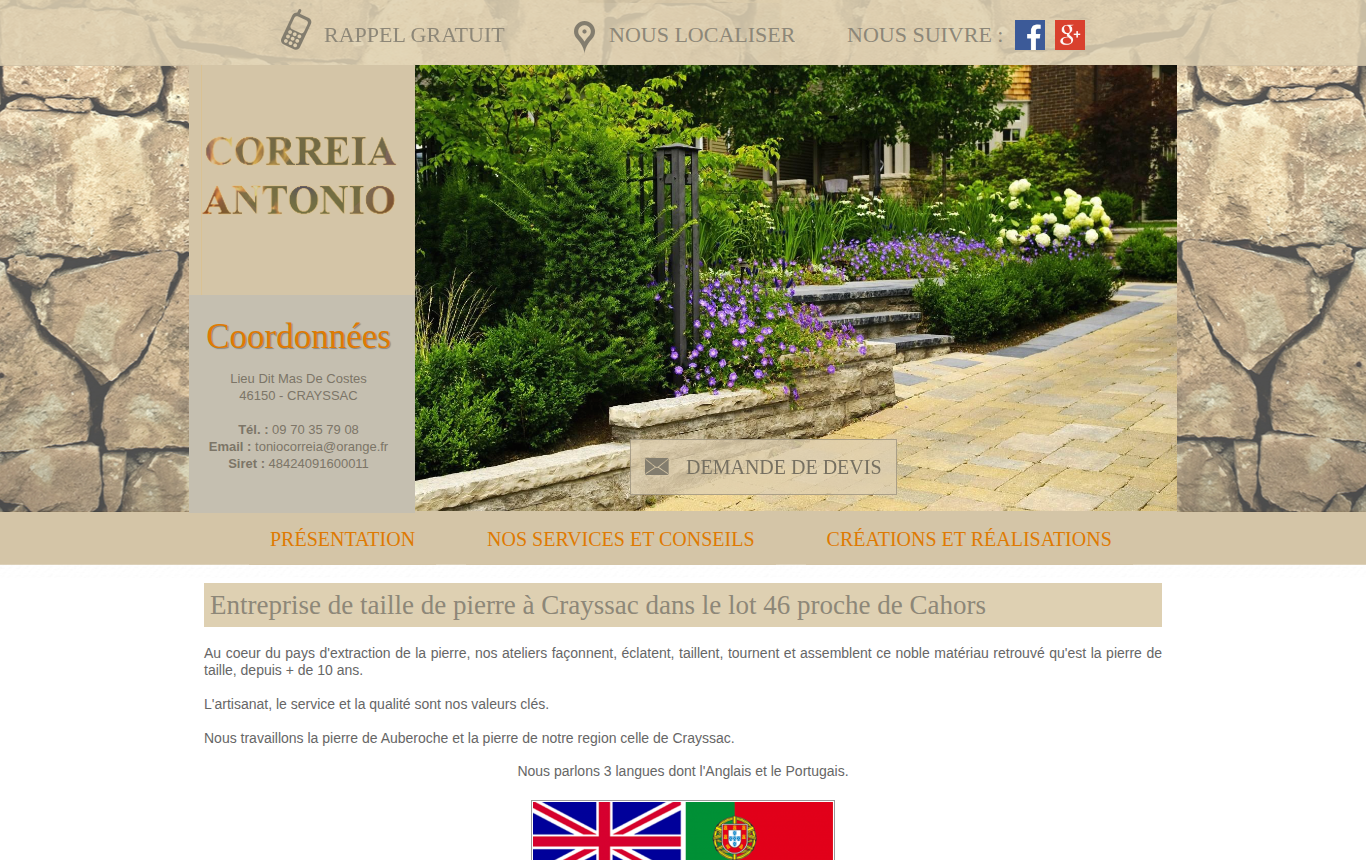 RAPPEL GRATUIT
NOUS LOCALISER
NOUS SUIVRE :
CORREIA
ANTONIO
Coordonnées
Lieu Dit Mas De Costes
46150 - CRAYSSAC
Tél. : 09 70 35 79 08
Email : toniocorreia@orange.fr
Siret : 48424091600011
DEMANDE DE DEVIS
PRÉSENTATION
NOS SERVICES ET CONSEILS
CRÉATIONS ET RÉALISATIONS
Entreprise de taille de pierre à Crayssac dans le lot 46 proche de Cahors
Au coeur du pays d'extraction de la pierre, nos ateliers façonnent, éclatent, taillent, tournent et assemblent ce noble matériau retrouvé qu'est la pierre de
taille, depuis + de 10 ans.
L'artisanat, le service et la qualité sont nos valeurs clés.
Nous travaillons la pierre de Auberoche et la pierre de notre region celle de Crayssac.
Nous parlons 3 langues dont l'Anglais et le Portugais.